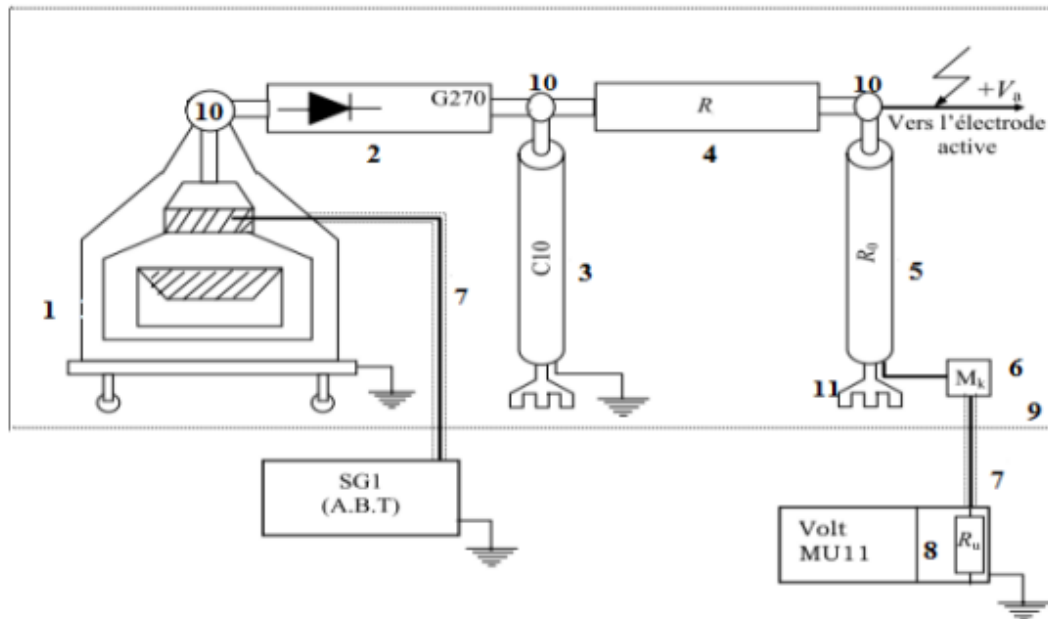 10
G270
2
10
R
4
10
+Vₐ
Vers l'électrode
active
1
7
C10
3
R₀
5
11
Mₖ
6
9
SG1
(A.B.T)
7
Volt
MU11
8
Rᵤ